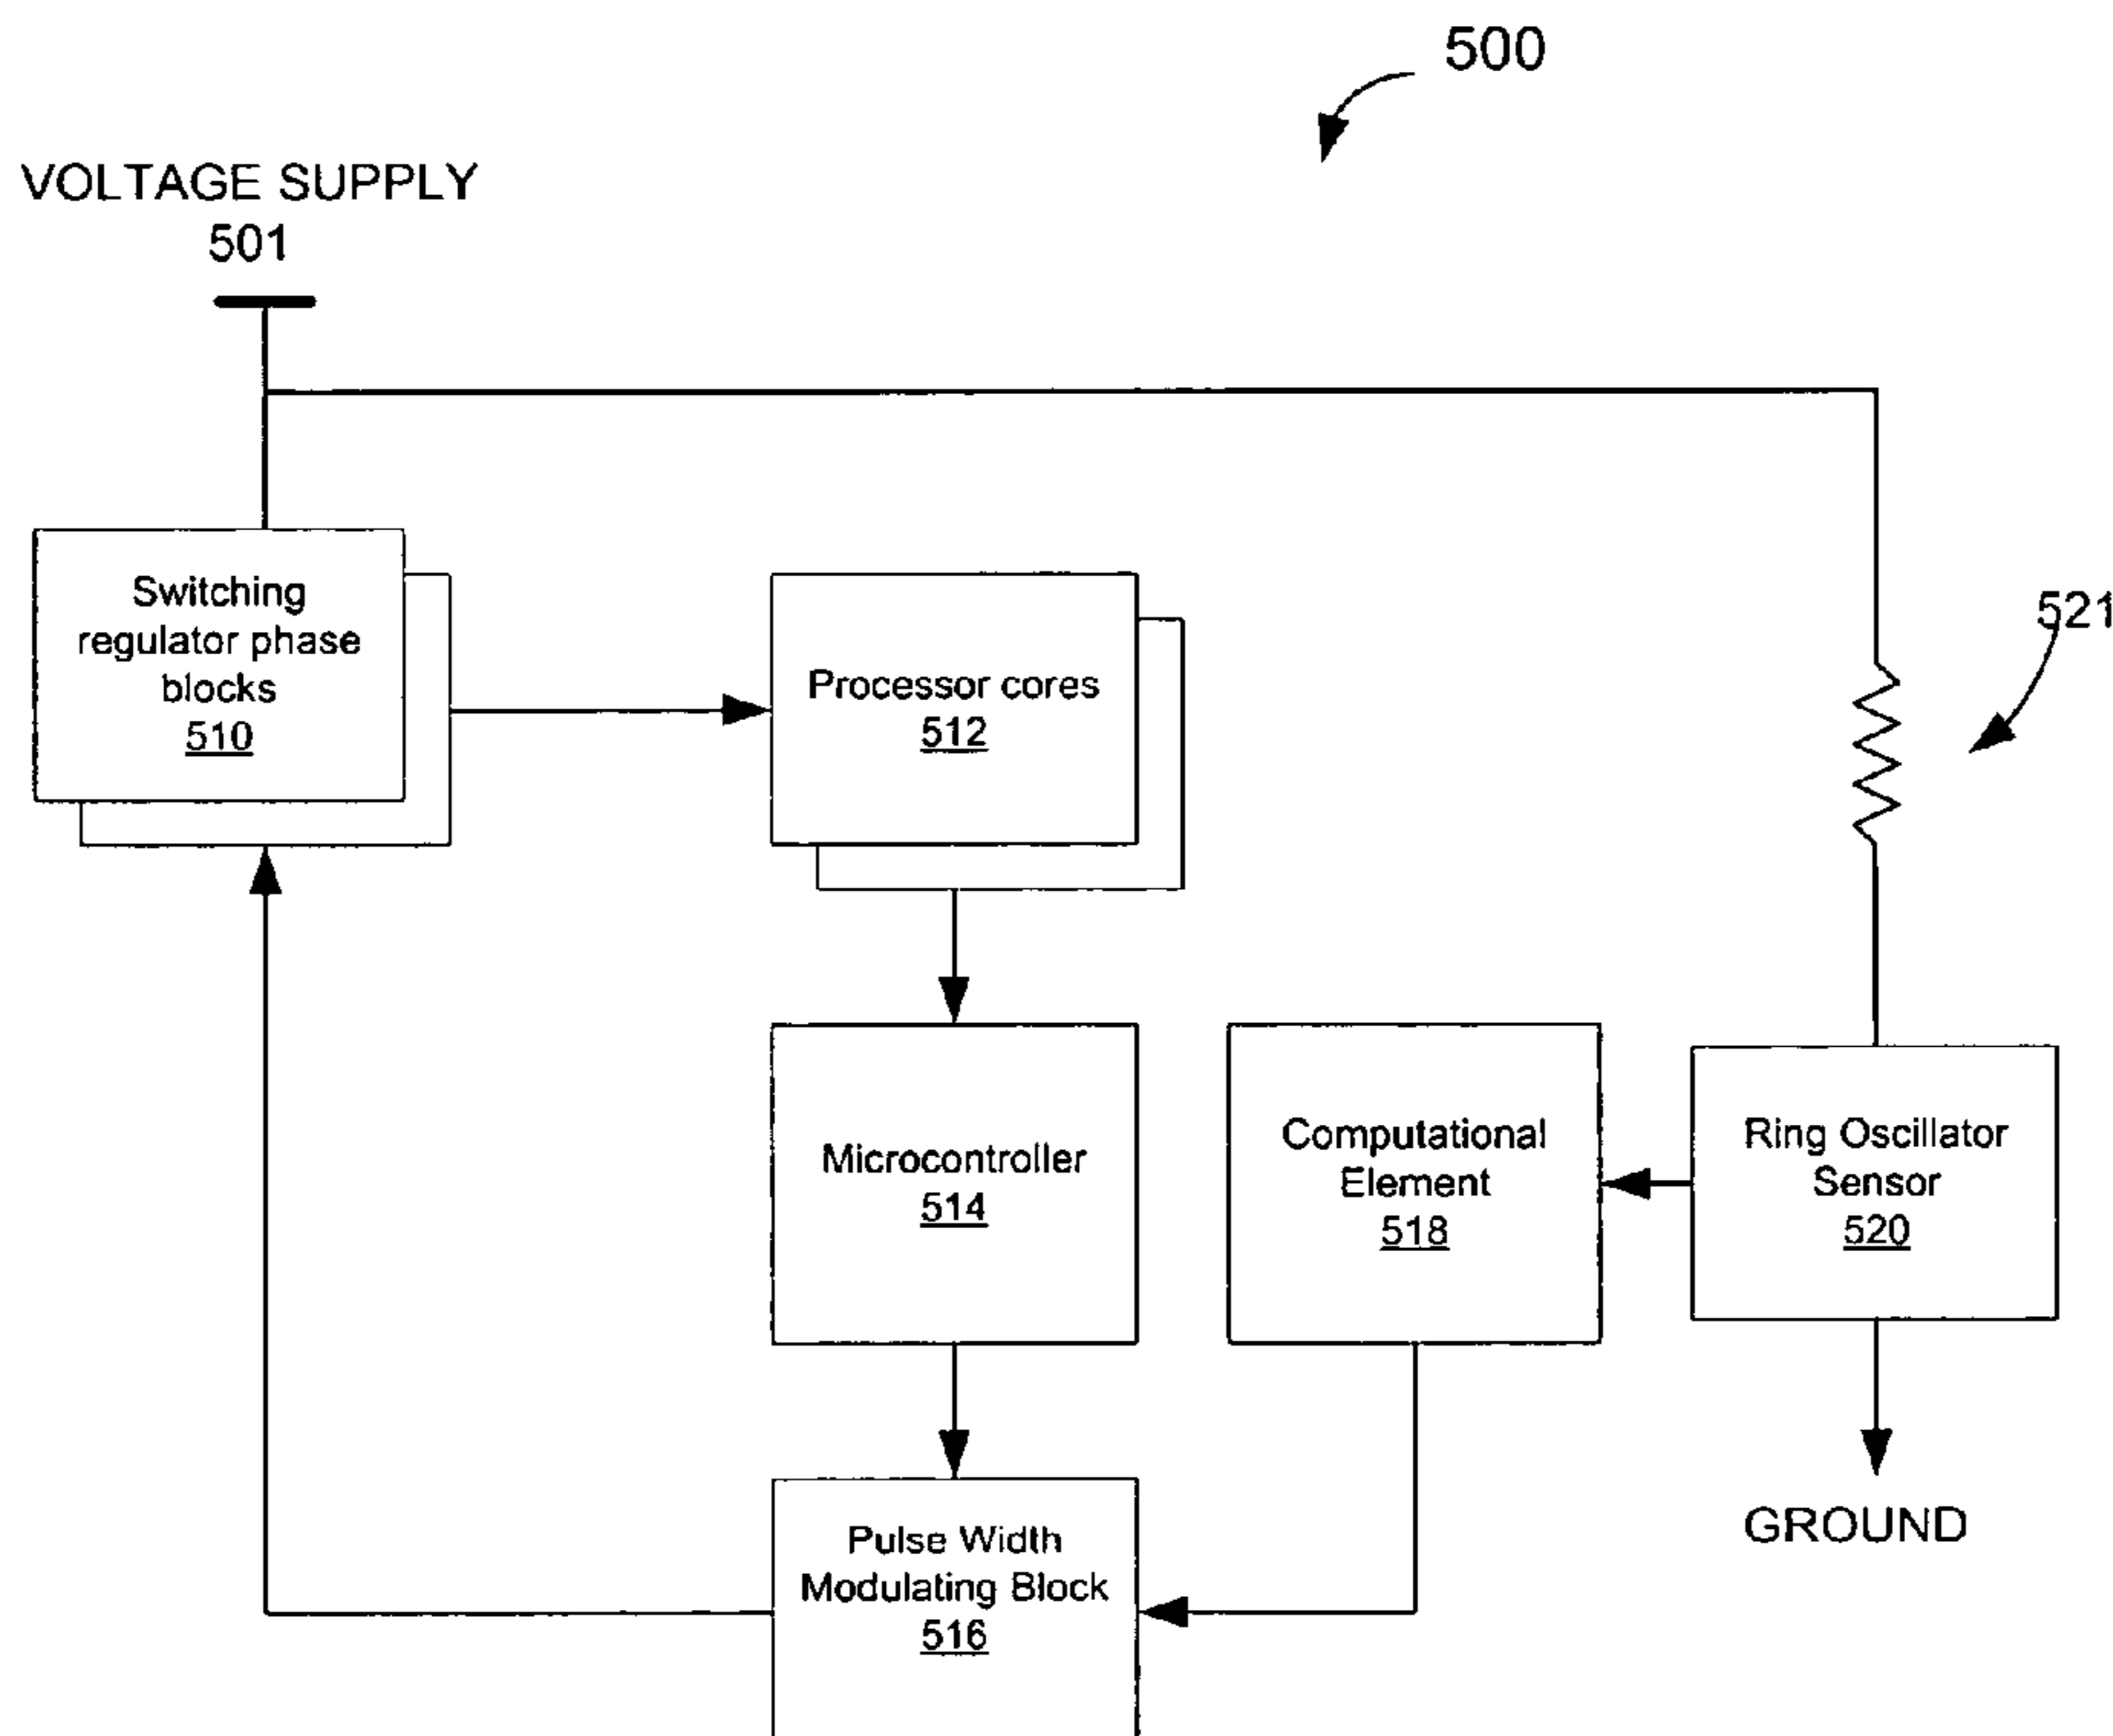 500
VOLTAGE SUPPLY
501
Switching
regulator phase
blocks
510
Processor cores
512
521
Microcontroller
514
Computational
Element
518
Ring Oscillator
Sensor
520
GROUND
Pulse Width
Modulating Block
516